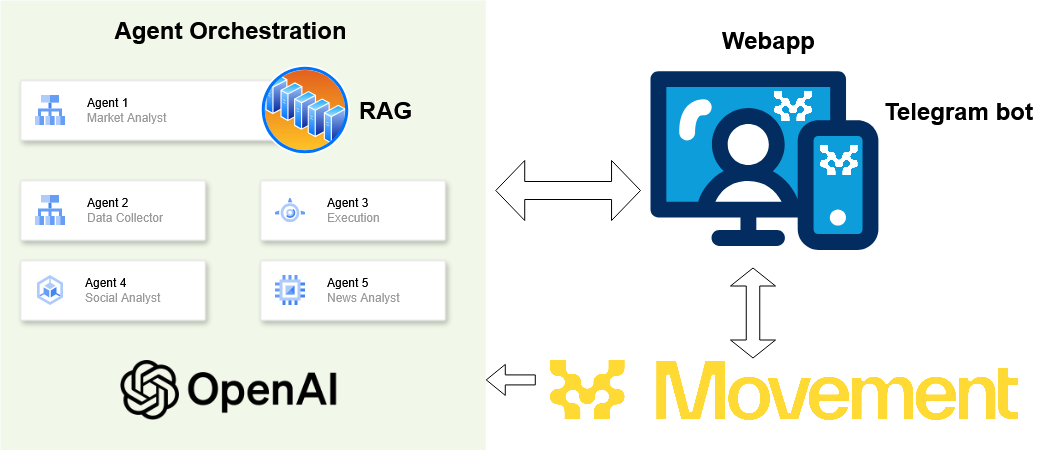 Agent Orchestration
Agent 1
Market Analyst
RAG
Agent 2
Data Collector
Agent 3
Execution
Agent 4
Social Analyst
Agent 5
News Analyst
OpenAI
Webapp
Telegram bot
Movement